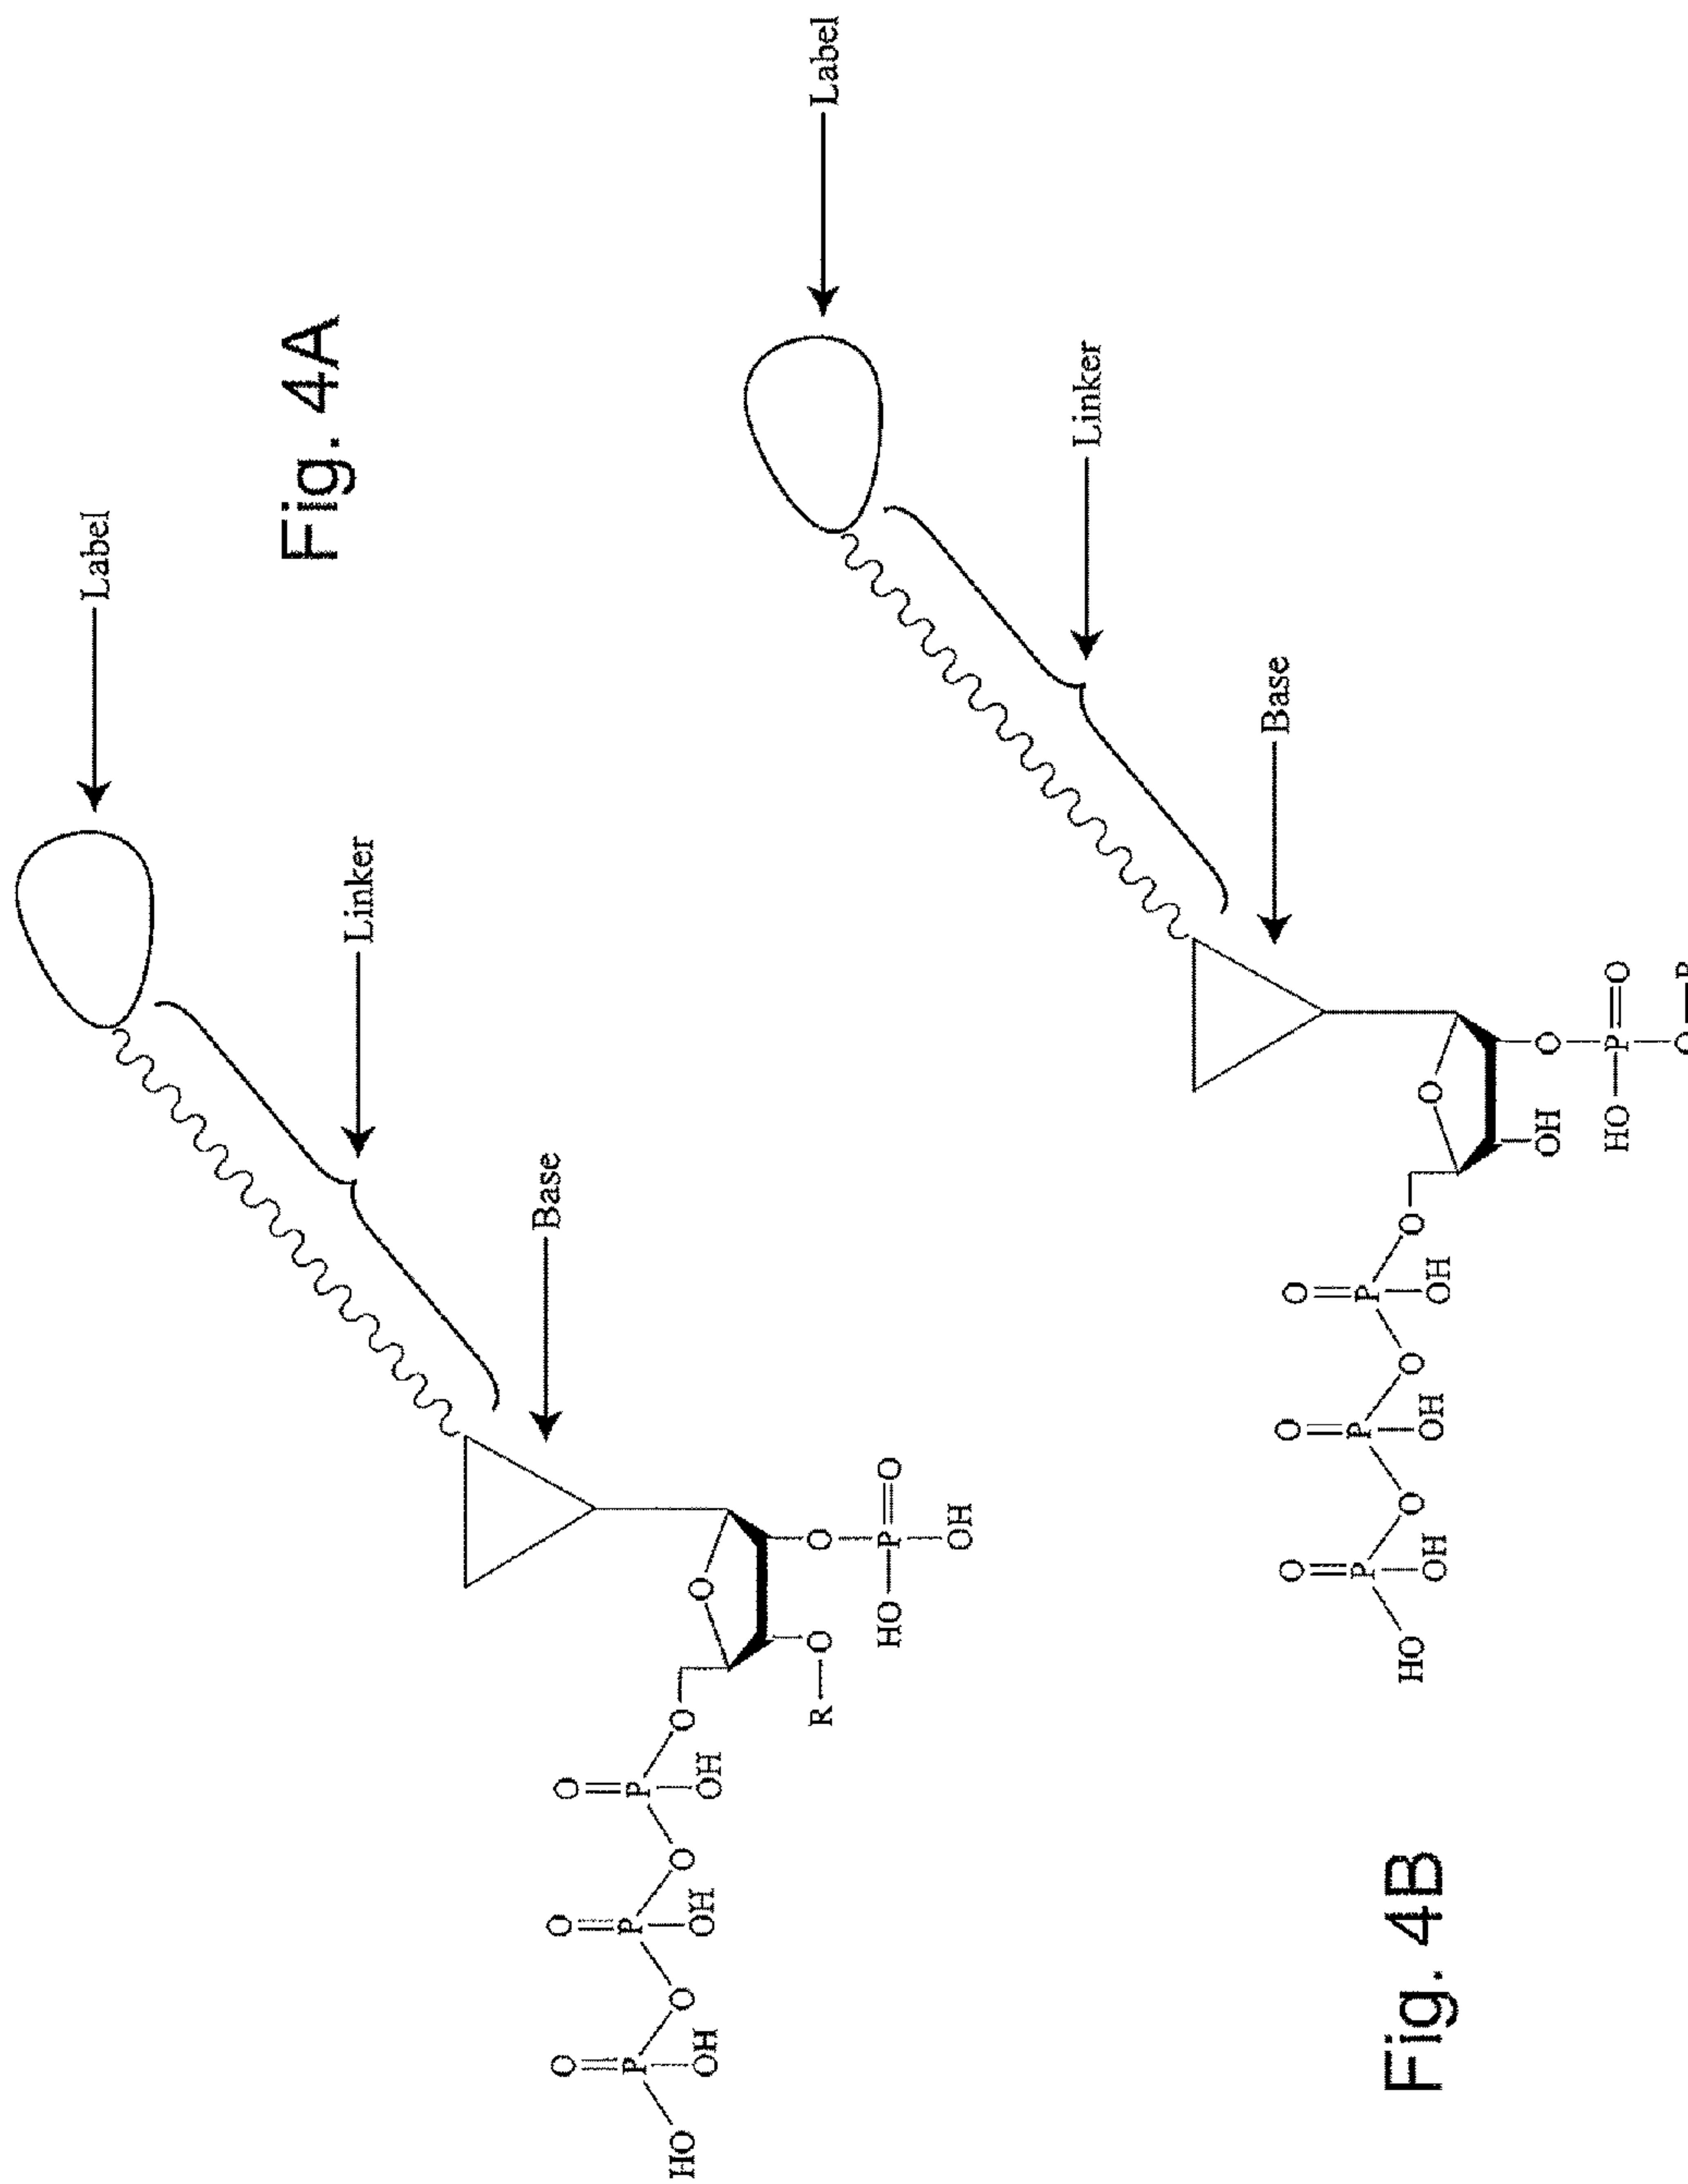 Label
Fig. 4A
Linker
Base
O O O
P P P
HO O O O O
OH OH OH
R—O O
HO—P=O
OH
Label
Linker
Base
O O O
P P P
Fig. 4B HO O O O O
OH OH OH
OH O
HO—P=O
O—R